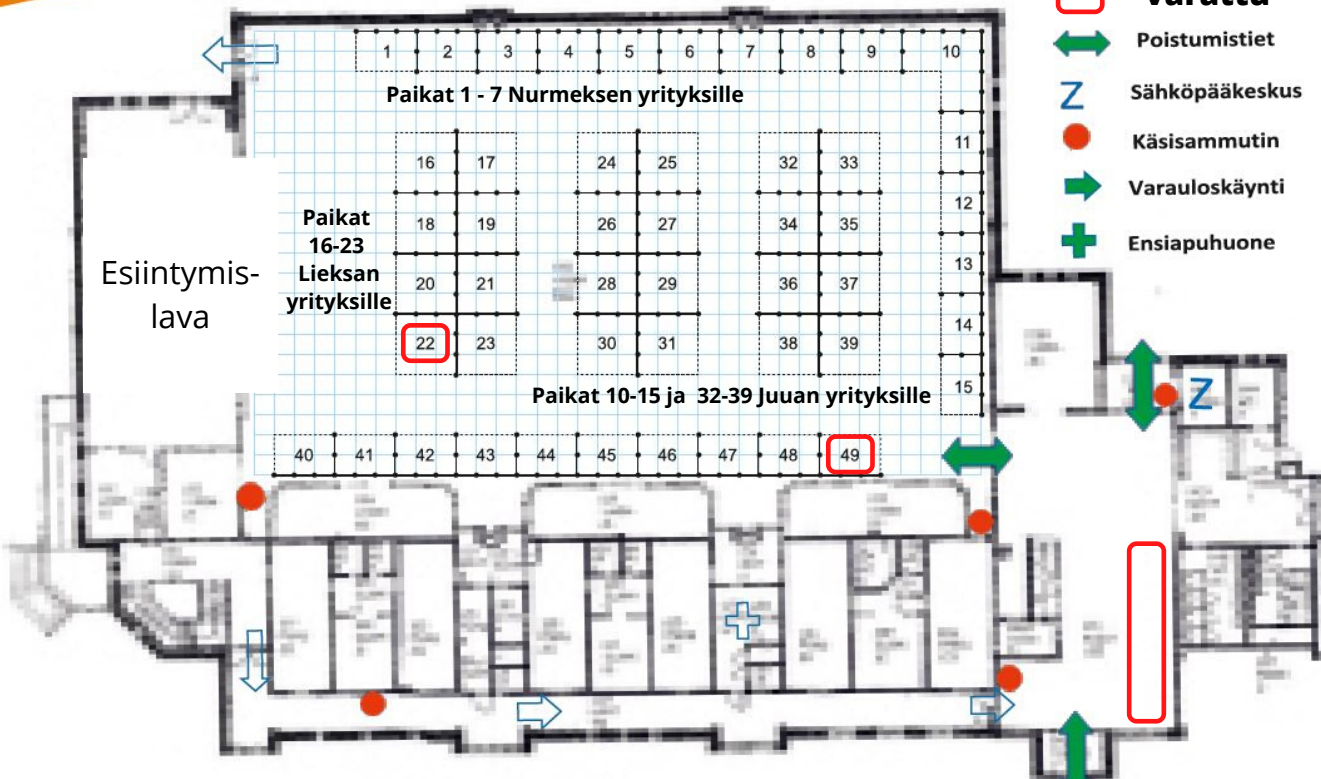 Varattu
Poistumistiet
Z Sähköpääkeskus
Käsisammutin
Varauloskäynti
Ensiapuhuone
1 2 3 4 5 6 7 8 9 10
Paikat 1 - 7 Nurmeksen yrityksille
11
12
13
14
15
16 17 24 25 32 33
18 19 26 27 34 35
20 21 28 29 36 37
22 23 30 31 38 39
Paikat
16-23
Lieksan
yrityksille
Esiintymis-
lava
Paikat 10-15 ja 32-39 Juuan yrityksille
Z
40 41 42 43 44 45 46 47 48 49